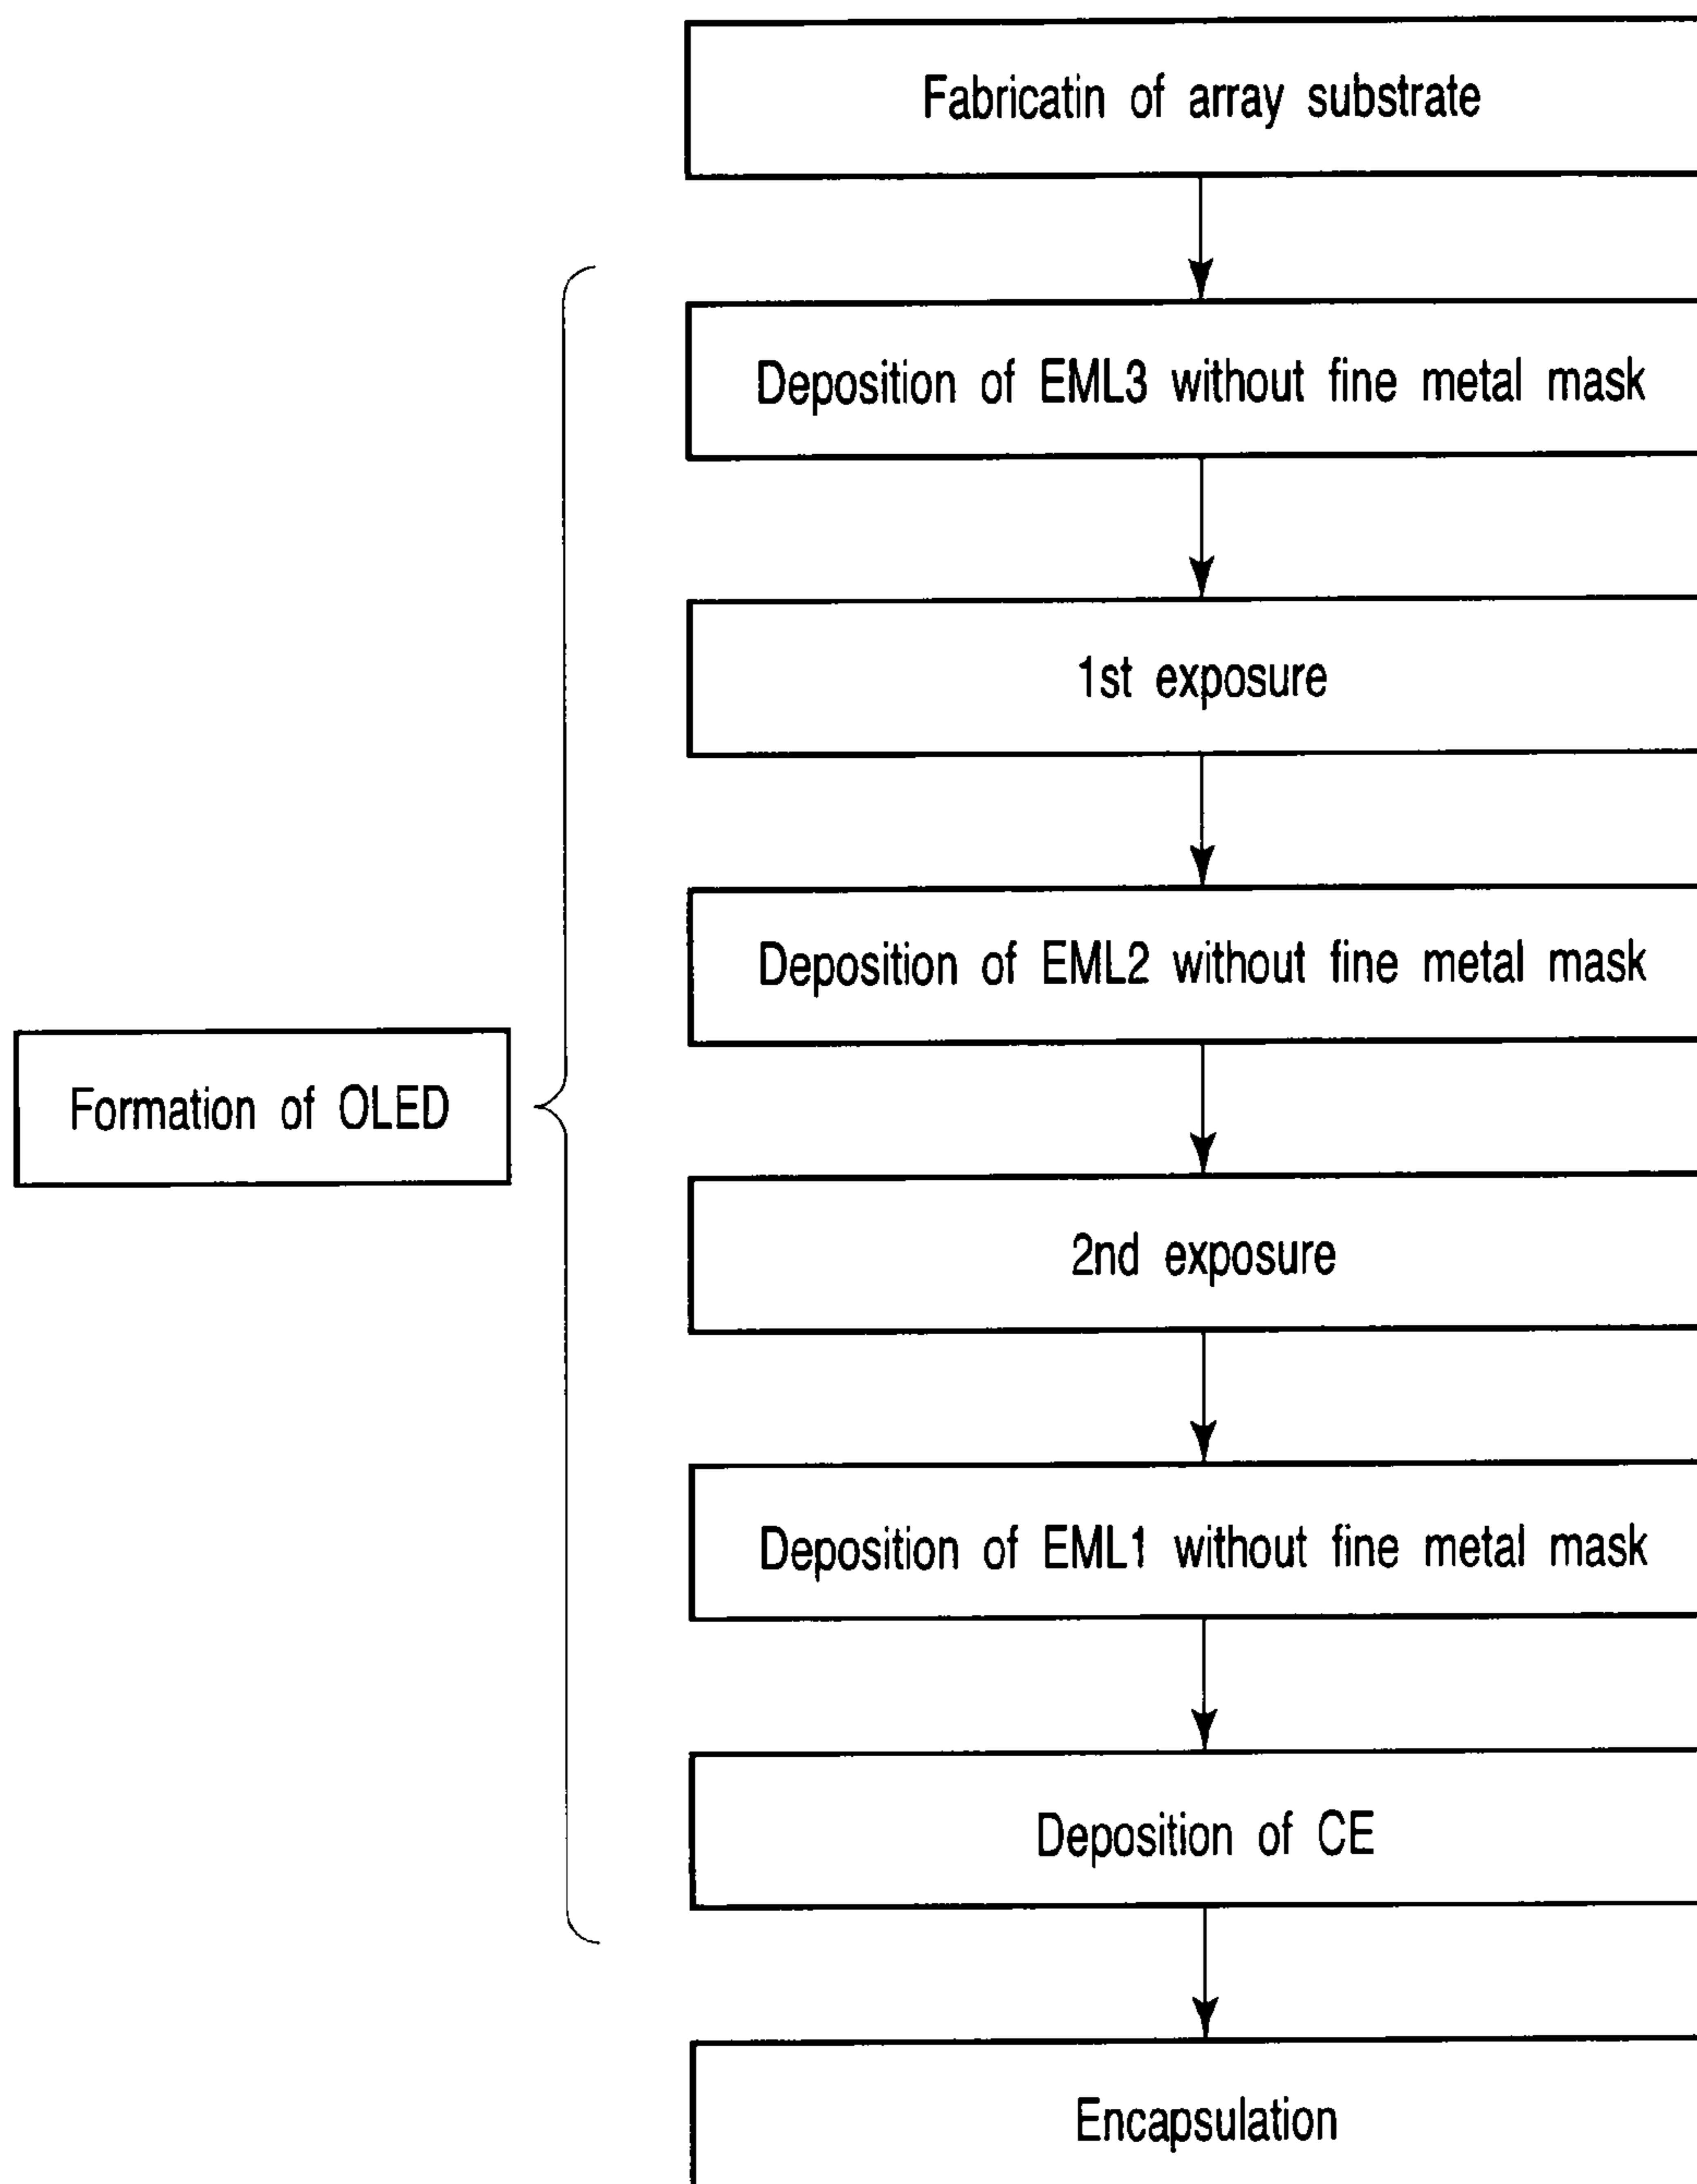 Fabricatin of array substrate
Deposition of EML3 without fine metal mask
1st exposure
Deposition of EML2 without fine metal mask
Formation of OLED
2nd exposure
Deposition of EML1 without fine metal mask
Deposition of CE
Encapsulation